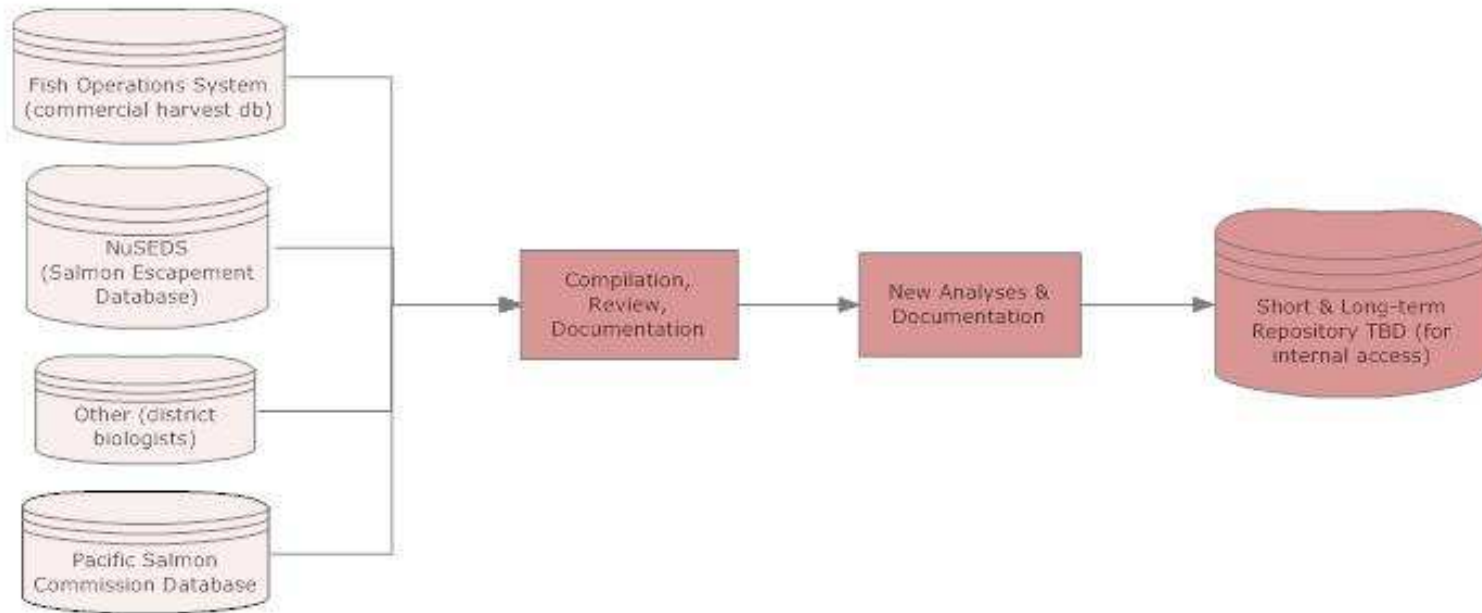 Fish Operations System
(commercial harvest db)
NuSEDS
(Salmon Escapement
Database)
Other (district
biologists)
Pacific Salmon
Commission Database
Compilation,
Review,
Documentation
New Analyses &
Documentation
Short & Long-term
Repository TBD (for
internal access)